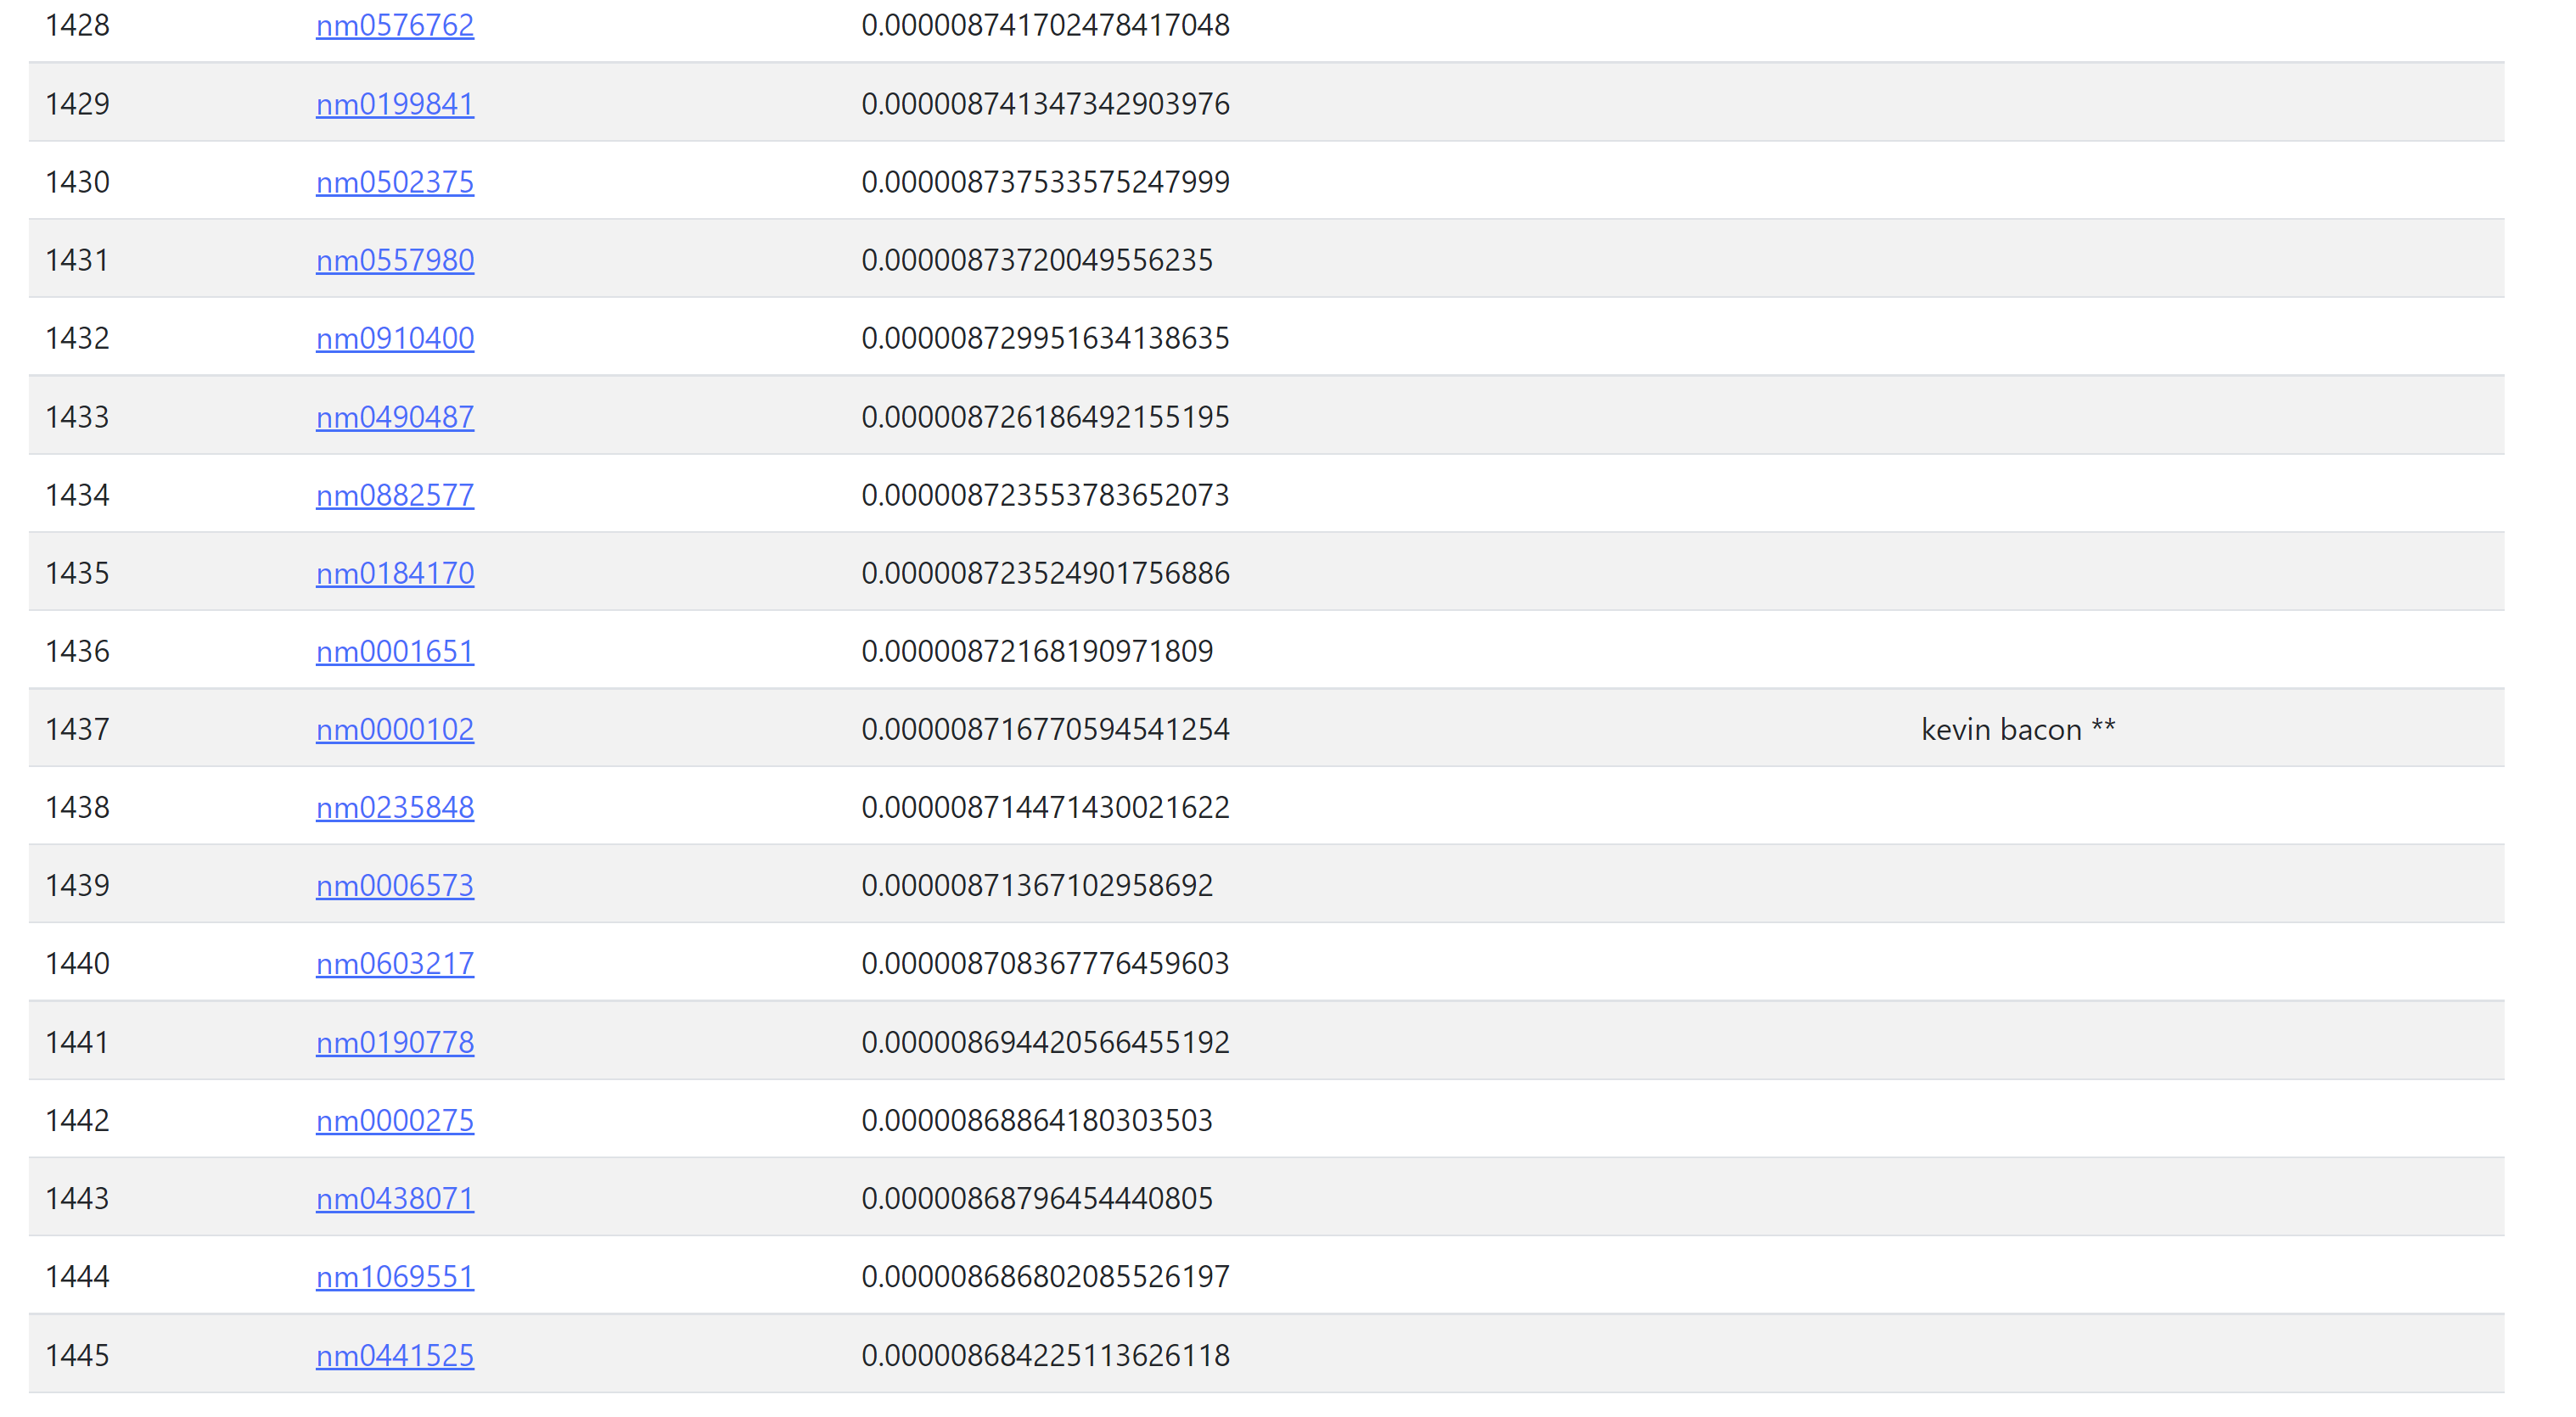 1428 nm0576762 0.000008741702478417048
1429 nm0199841 0.000008741347342903976
1430 nm0502375 0.000008737533575247999
1431 nm0557980 0.00000873720049556235
1432 nm0910400 0.000008729951634138635
1433 nm0490487 0.000008726186492155195
1434 nm0882577 0.000008723553783652073
1435 nm0184170 0.000008723524901756886
1436 nm0001651 0.00000872168190971809
1437 nm0000102 0.000008716770594541254 kevin bacon **
1438 nm0235848 0.000008714471430021622
1439 nm0006573 0.00000871367102958692
1440 nm0603217 0.000008708367776459603
1441 nm0190778 0.000008694420566455192
1442 nm0000275 0.00000868864180303503
1443 nm0438071 0.00000868796454440805
1444 nm1069551 0.000008686802085526197
1445 nm0441525 0.000008684225113626118